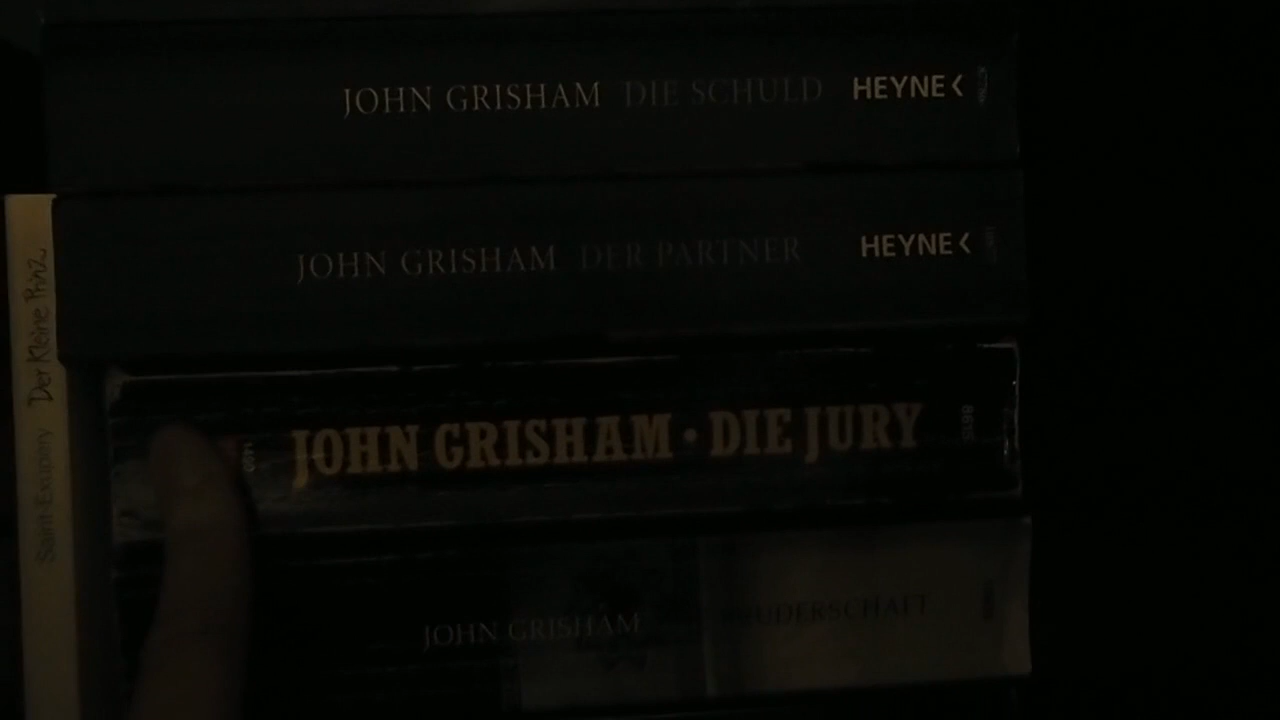 JOHN GRISHAM DIE SCHULD HEYNE <
JOHN GRISHAM DER PARTNER HEYNE <
JOHN GRISHAM · DIE JURY
JOHN GRISHAM
Saint-Exupéry Der Kleine Prinz